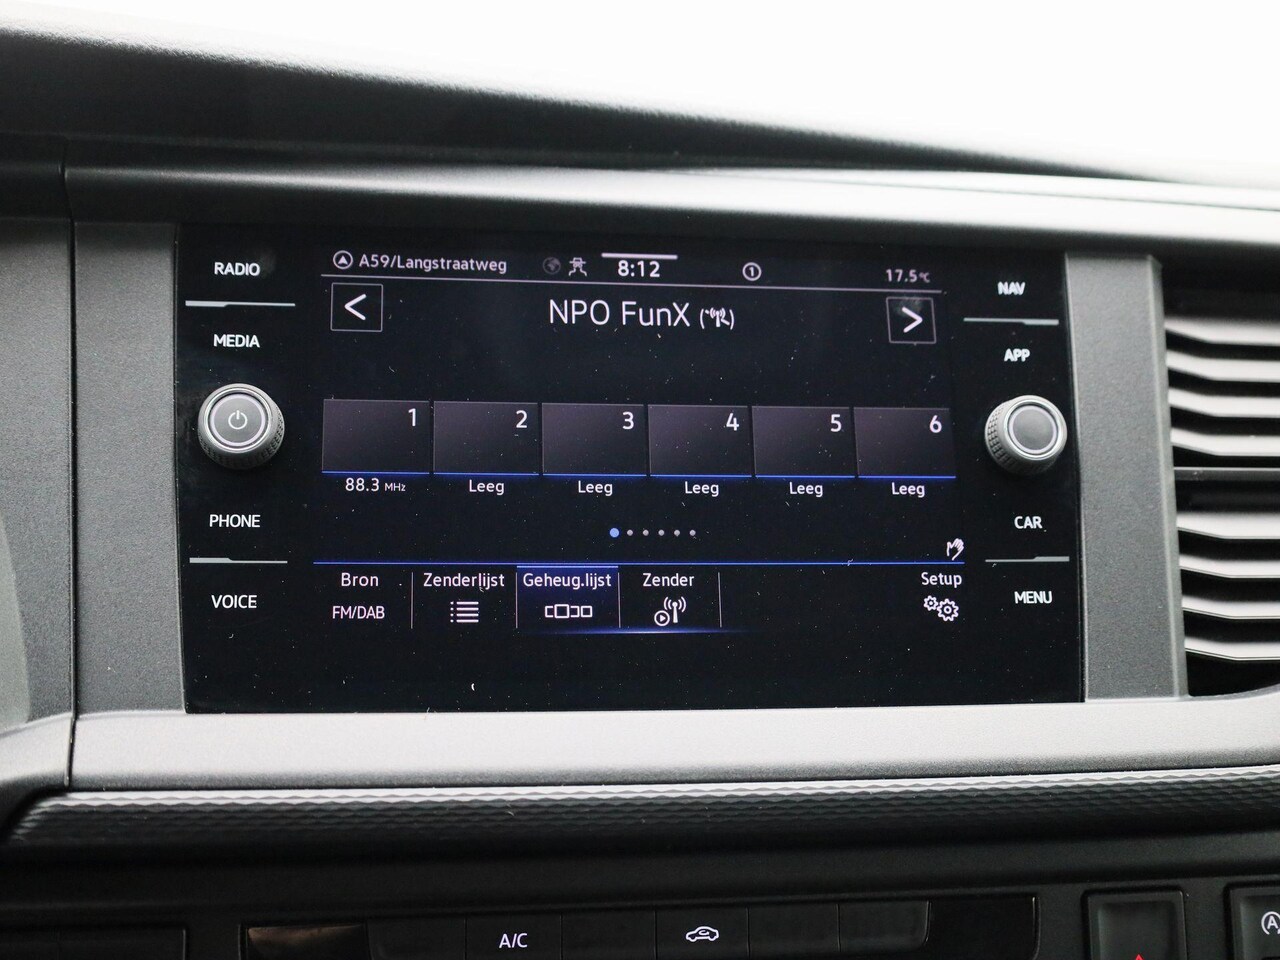 RADIO
MEDIA
PHONE
VOICE
A59/Langstraatweg
8:12
1
17.5°C
< NPO FunX >
1 2 3 4 5 6
88.3 MHz Leeg Leeg Leeg Leeg Leeg
Bron Zenderlijst Geheug.lijst Zender Setup
FM/DAB
NAV
APP
CAR
MENU
A/C
A